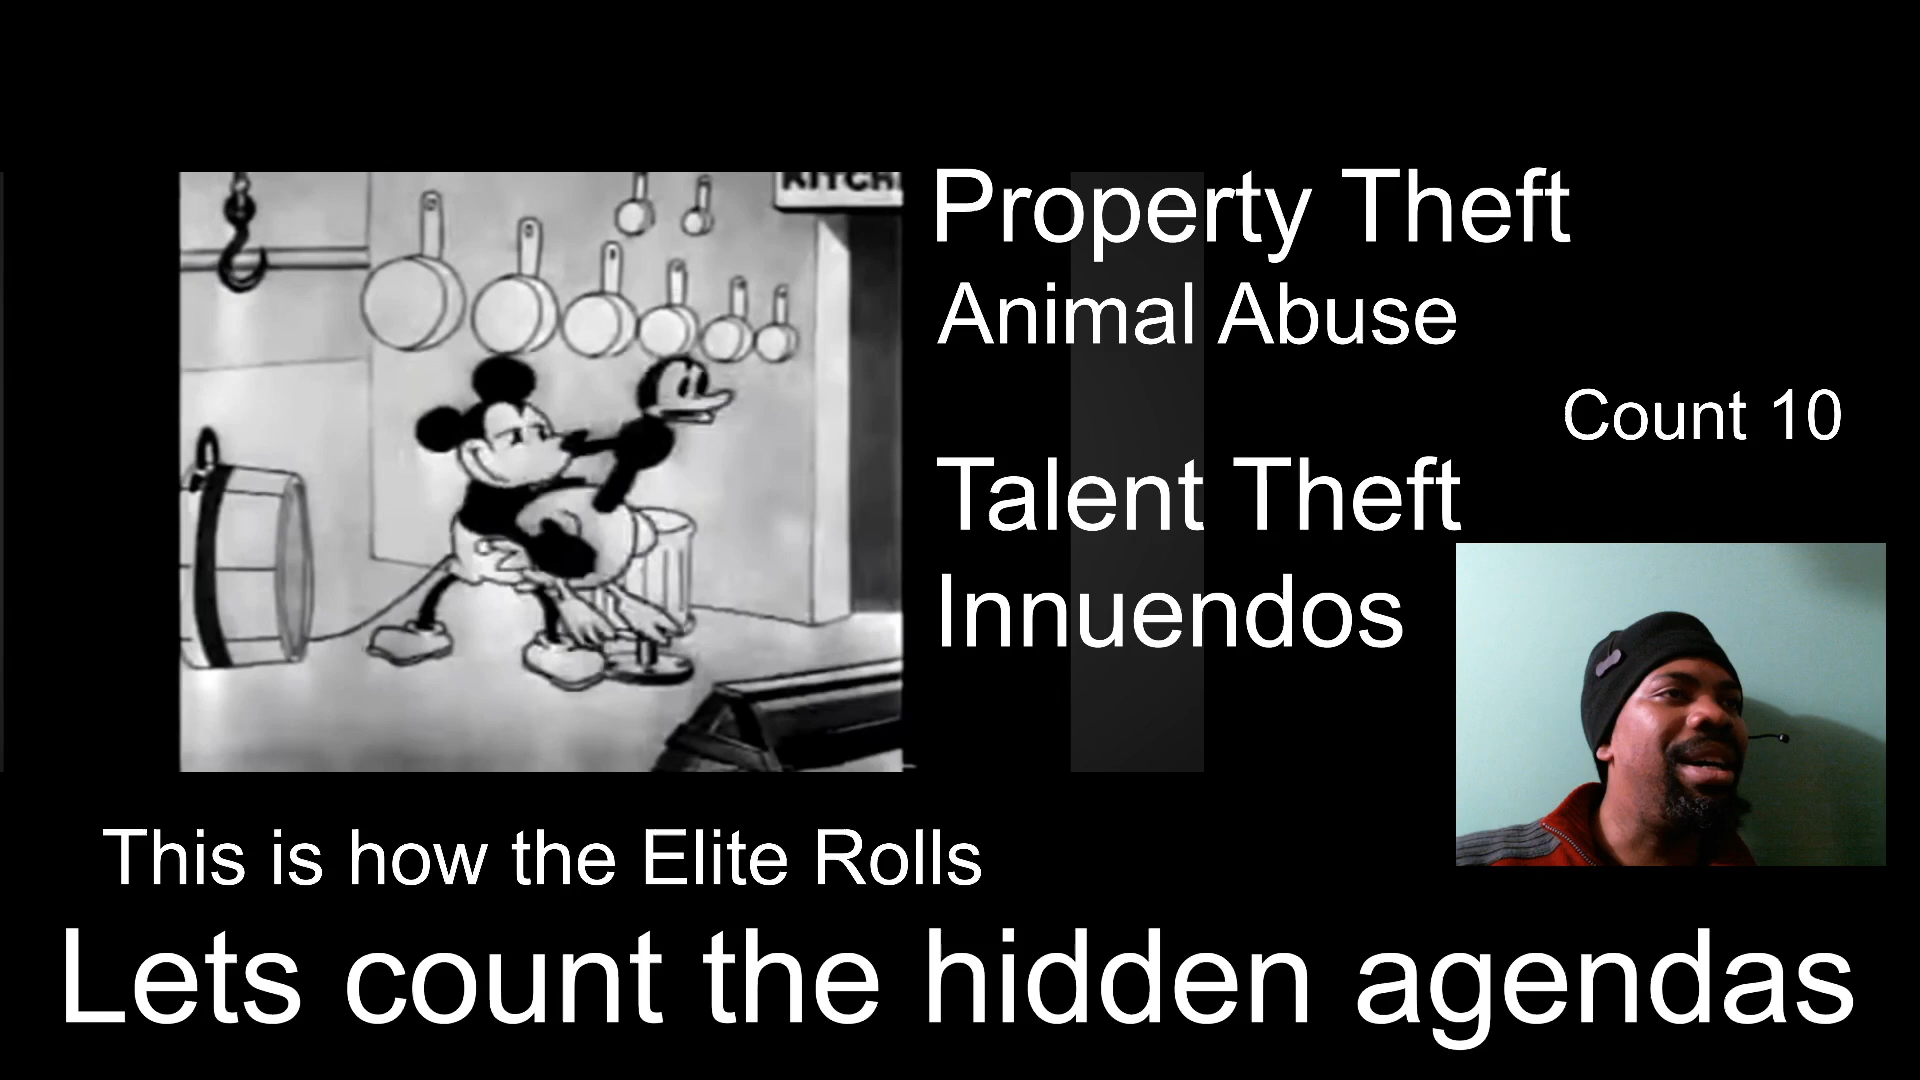 KITCH
Property Theft
Animal Abuse
Count 10
Talent Theft
Innuendos
This is how the Elite Rolls
Lets count the hidden agendas